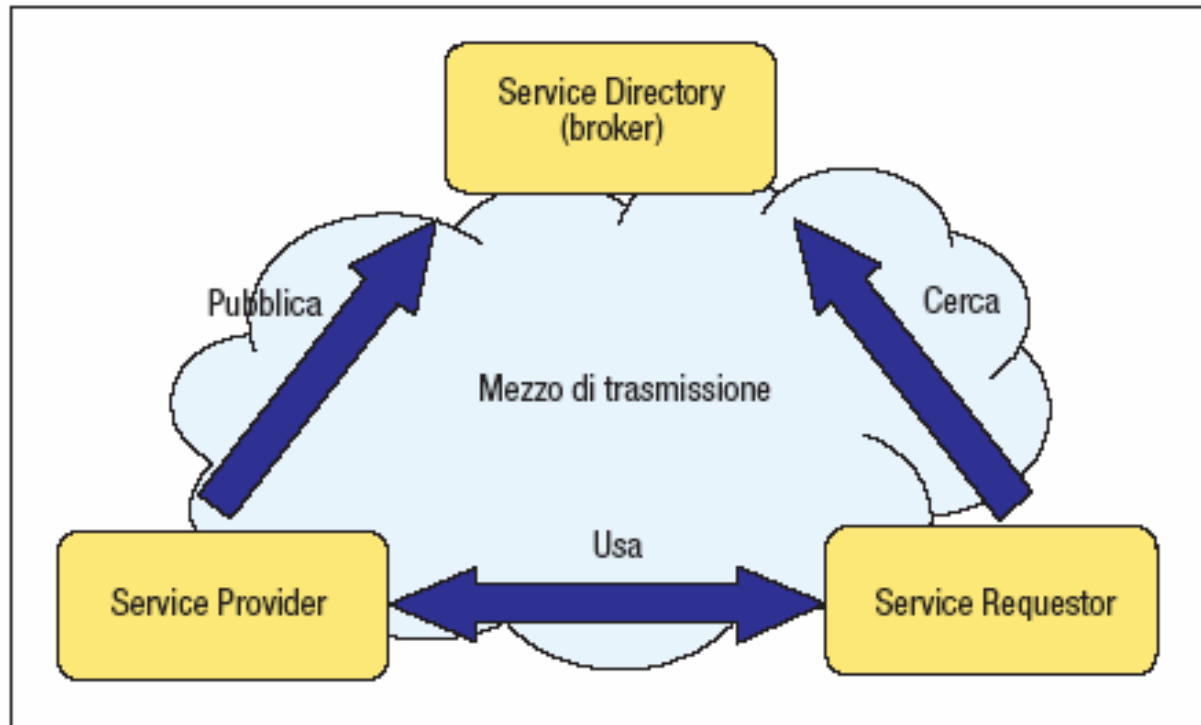 Service Directory
(broker)
Pubblica
Cerca
Mezzo di trasmissione
Usa
Service Provider
Service Requestor